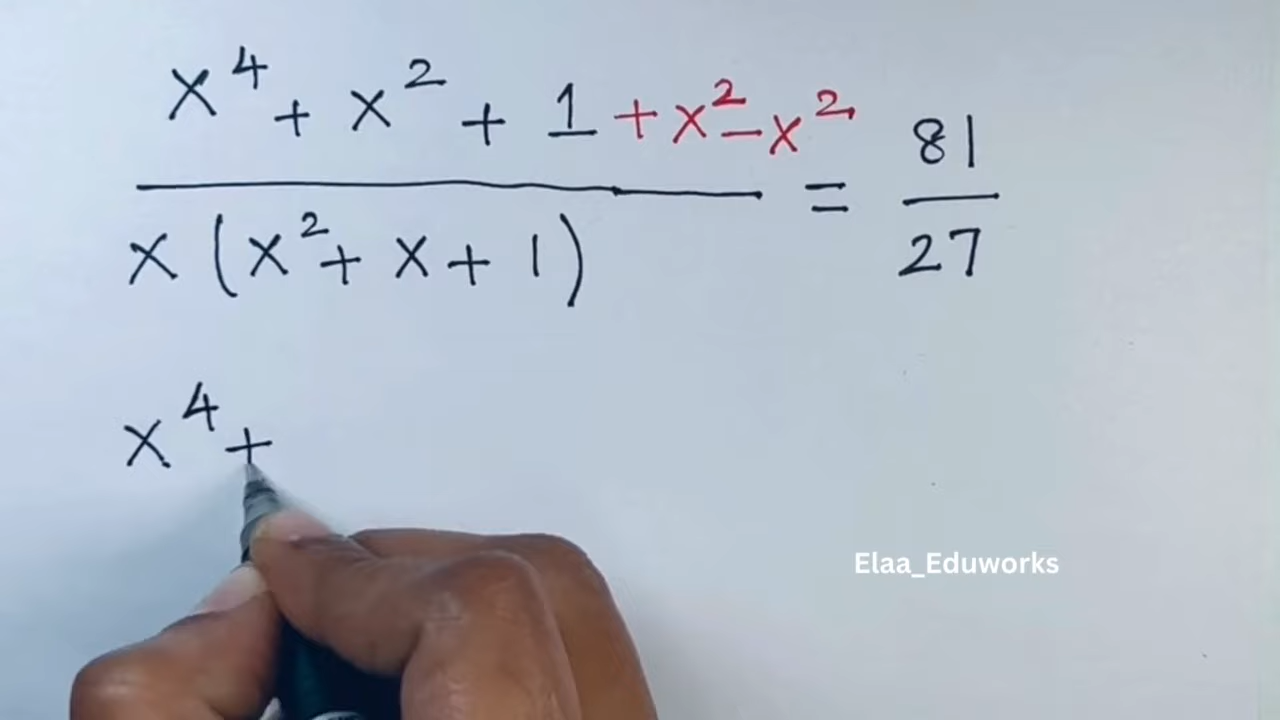 x⁴ + x² + 1 + x² − x²
x (x² + x + 1)
= 81
27
x⁴ +
Elaa_Eduworks